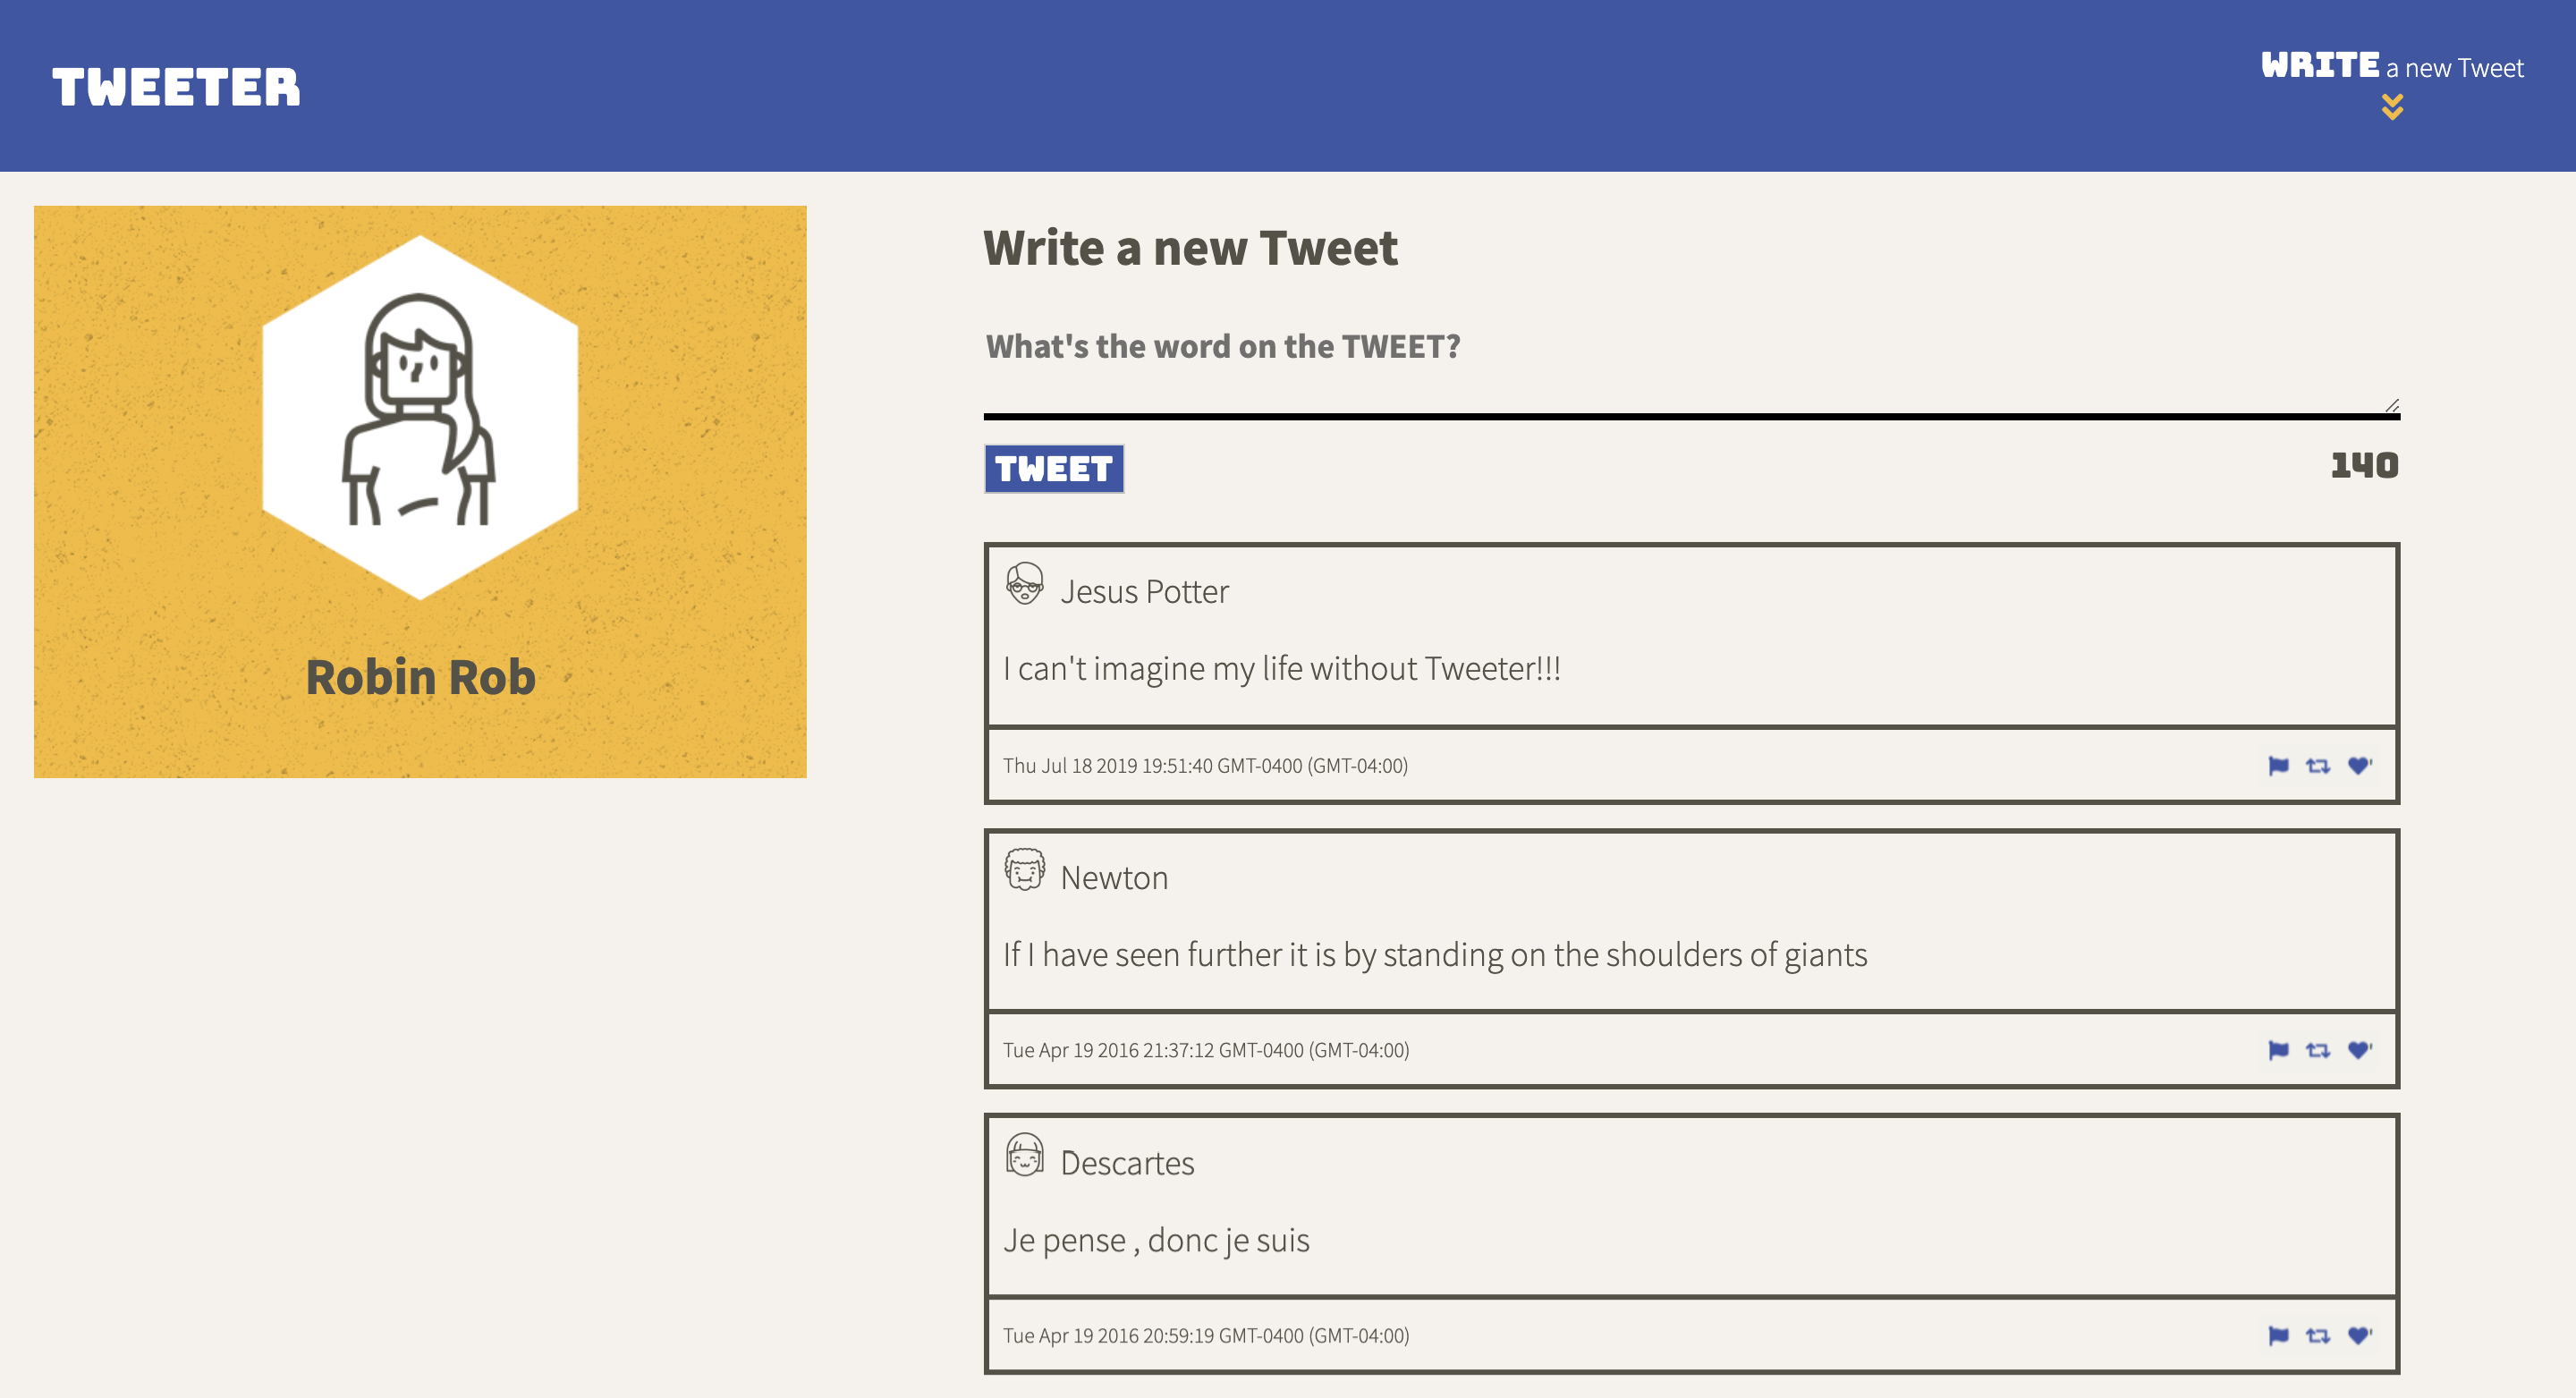 TWEETER
WRITE a new Tweet
Robin Rob
Write a new Tweet
What's the word on the TWEET?
TWEET
140
Jesus Potter
I can't imagine my life without Tweeter!!!
Thu Jul 18 2019 19:51:40 GMT-0400 (GMT-04:00)
Newton
If I have seen further it is by standing on the shoulders of giants
Tue Apr 19 2016 21:37:12 GMT-0400 (GMT-04:00)
Descartes
Je pense , donc je suis
Tue Apr 19 2016 20:59:19 GMT-0400 (GMT-04:00)